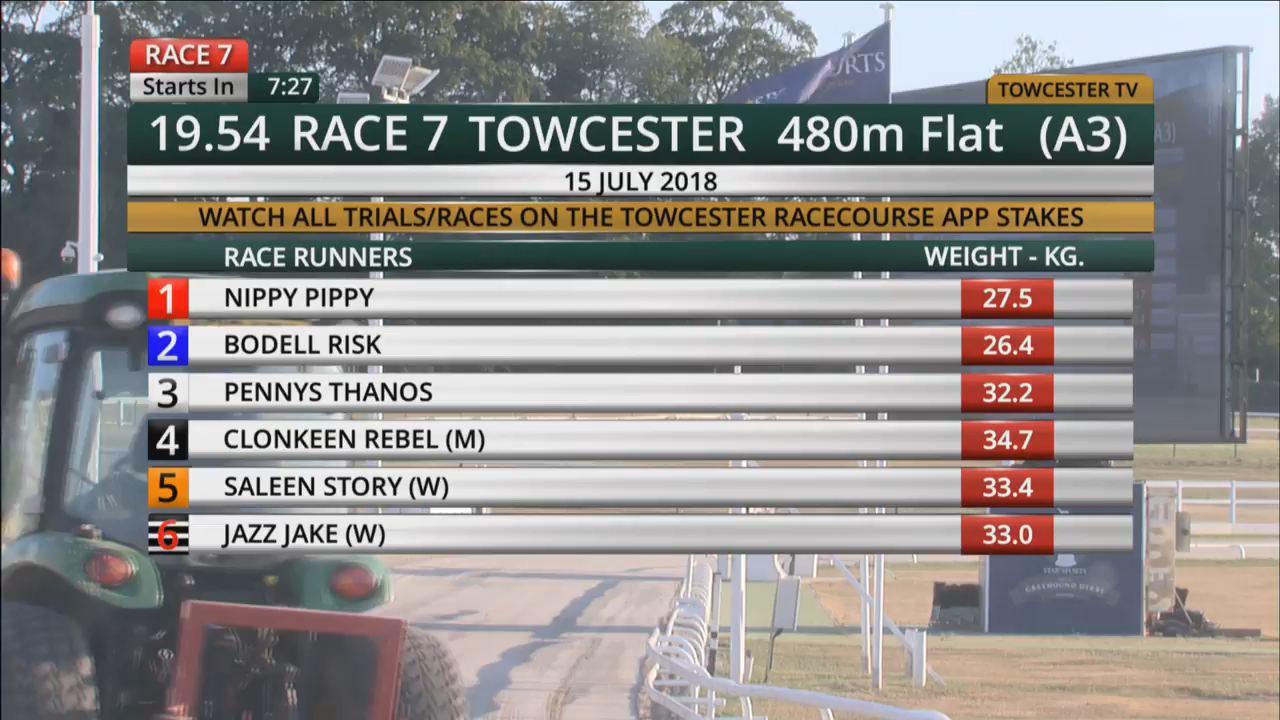 RACE 7
Starts In 7:27
TOWCESTER TV
19.54 RACE 7 TOWCESTER 480m Flat (A3)
15 JULY 2018
WATCH ALL TRIALS/RACES ON THE TOWCESTER RACECOURSE APP STAKES
RACE RUNNERS WEIGHT - KG.
1 NIPPY PIPPY 27.5
2 BODELL RISK 26.4
3 PENNYS THANOS 32.2
4 CLONKEEN REBEL (M) 34.7
5 SALEEN STORY (W) 33.4
6 JAZZ JAKE (W) 33.0
GREYHOUND DERBY